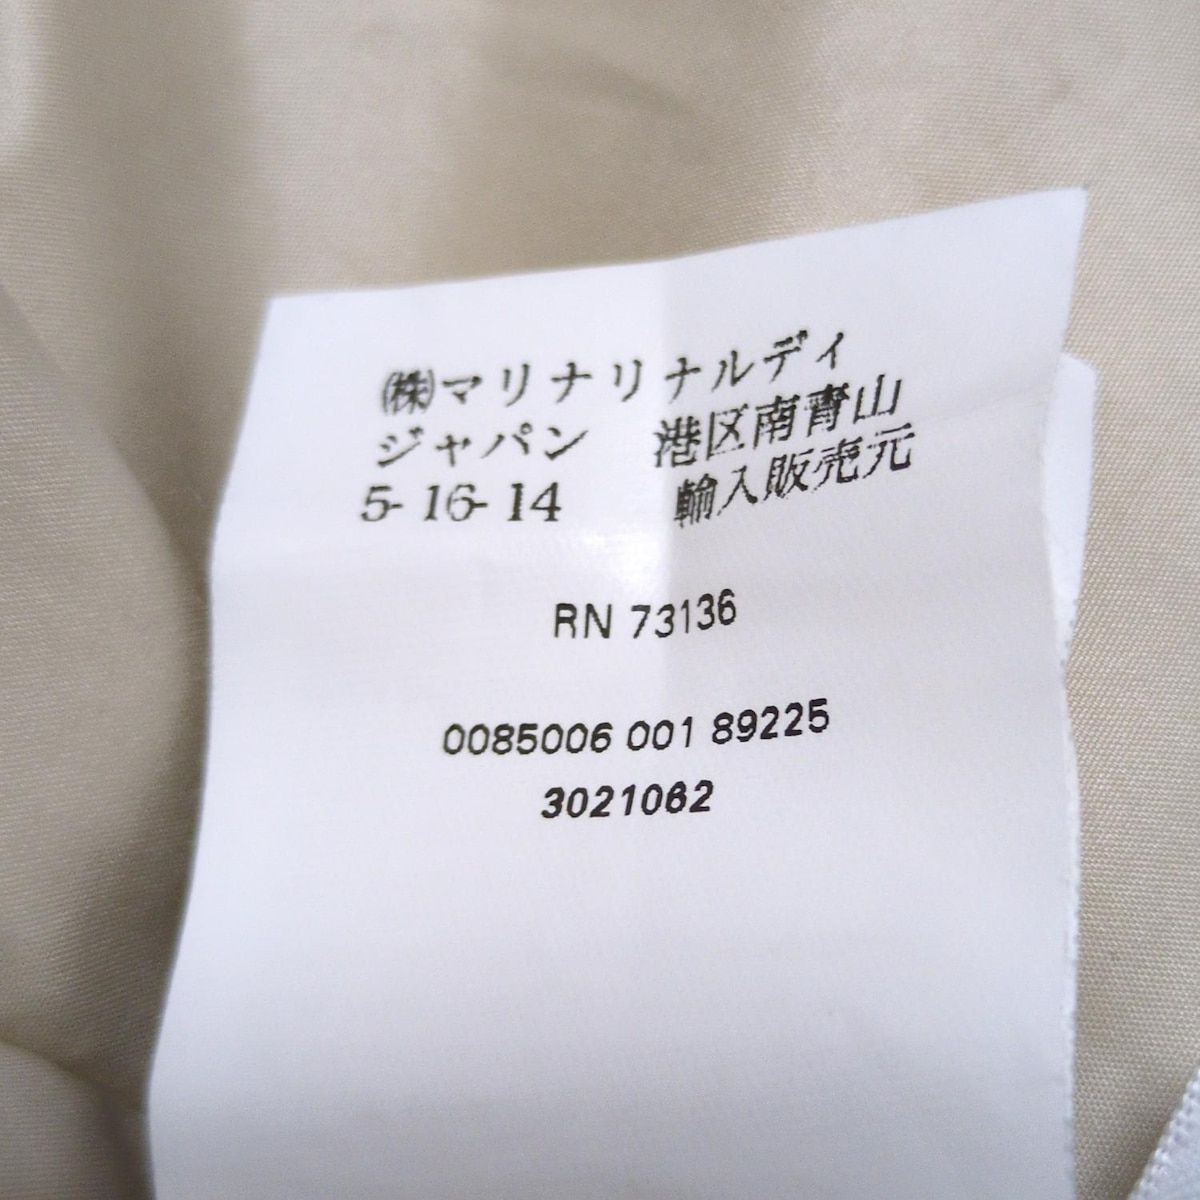 ㈱マリナリナルディ
ジャパン 港区南青山
5-16-14 輸入販売元
RN 73136
0085006 001 89225
3021062